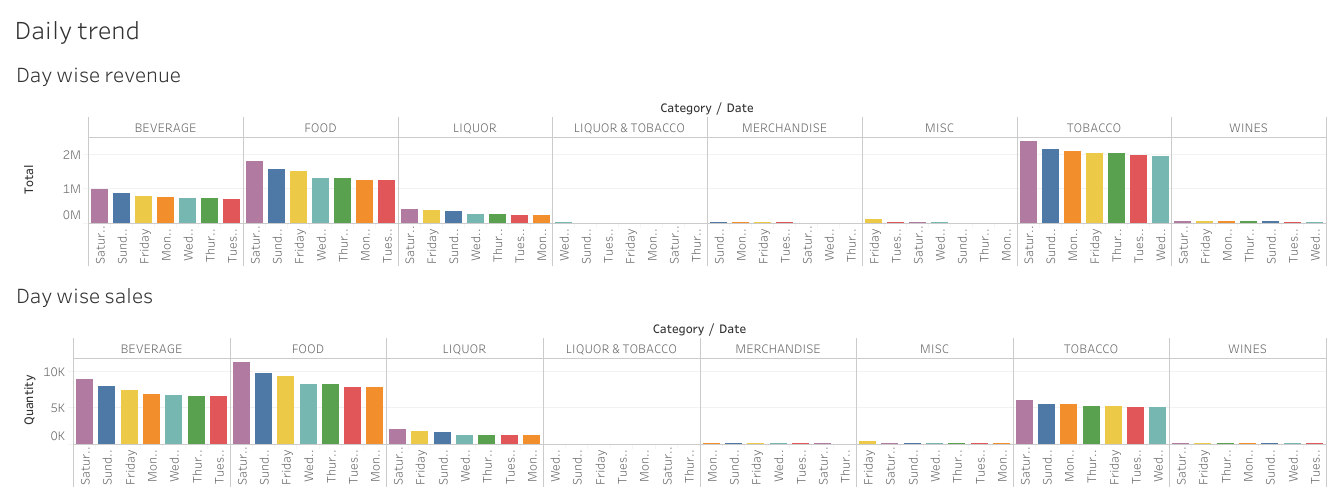 Daily trend
Day wise revenue
Category / Date
BEVERAGE FOOD LIQUOR LIQUOR & TOBACCO MERCHANDISE MISC TOBACCO WINES
Total
2M
1M
0M
Satur.. Sund.. Friday Mon.. Wed.. Thur.. Tues.. Satur.. Sund.. Friday Wed.. Thur.. Mon.. Tues.. Satur.. Friday Sund.. Wed.. Thur.. Tues.. Mon.. Wed.. Sund.. Tues.. Friday Mon.. Satur.. Thur.. Sund.. Mon.. Friday Tues.. Satur.. Wed.. Thur.. Friday Tues.. Satur.. Wed.. Sund.. Thur.. Mon.. Satur.. Sund.. Mon.. Friday Thur.. Tues.. Wed.. Satur.. Friday Mon.. Thur.. Sund.. Tues.. Wed..
Day wise sales
Category / Date
BEVERAGE FOOD LIQUOR LIQUOR & TOBACCO MERCHANDISE MISC TOBACCO WINES
Quantity
10K
5K
0K
Satur.. Sund.. Friday Mon.. Wed.. Thur.. Tues.. Satur.. Sund.. Friday Wed.. Thur.. Tues.. Mon.. Satur.. Friday Sund.. Wed.. Thur.. Tues.. Mon.. Wed.. Sund.. Friday Tues.. Mon.. Satur.. Thur.. Mon.. Sund.. Friday Tues.. Wed.. Satur.. Thur.. Friday Satur.. Sund.. Thur.. Wed.. Tues.. Mon.. Satur.. Sund.. Mon.. Thur.. Friday Tues.. Wed.. Satur.. Friday Thur.. Mon.. Sund.. Wed.. Tues..